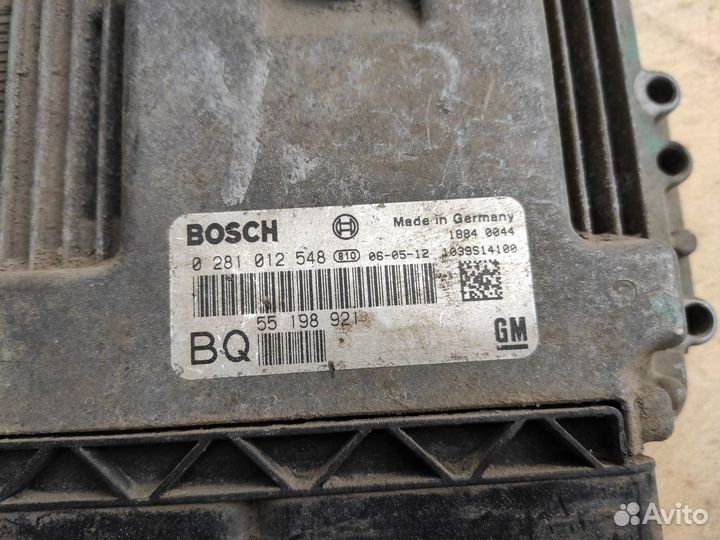 BOSCH
Made in Germany
1884 0044
0 281 012 548 810 06-05-12 1039S14100
55 198 921
BQ
GM
Avito